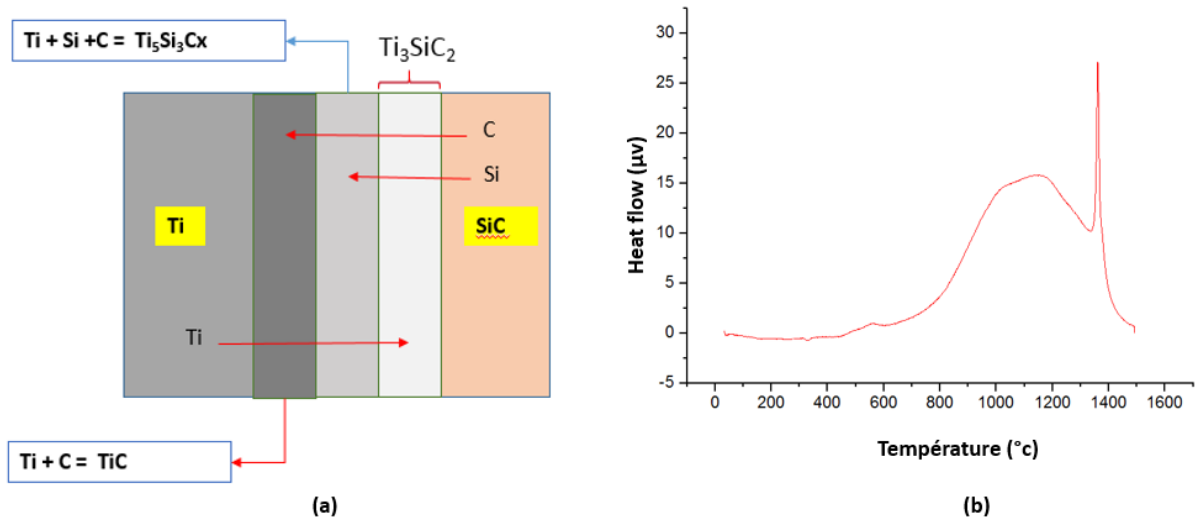 Ti + Si +C = Ti₅Si₃Cx
Ti₃SiC₂
C
Si
Ti
SiC
Ti
Ti + C = TiC
(a)
30
25
20
15
10
5
0
-5
Heat flow (µv)
0 200 400 600 800 1000 1200 1400 1600
Température (°c)
(b)